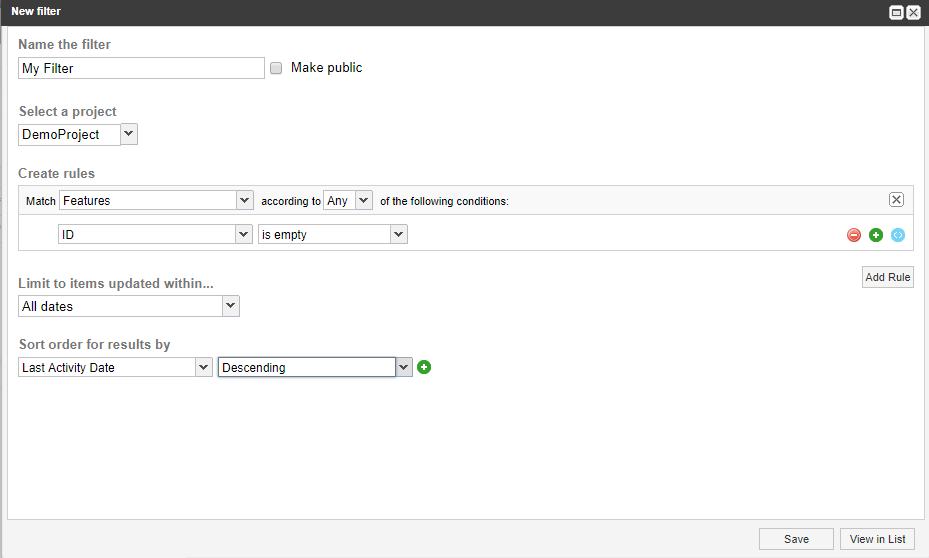 New filter
Name the filter
My Filter Make public
Select a project
DemoProject
Create rules
Match Features according to Any of the following conditions:
ID is empty
Add Rule
Limit to items updated within...
All dates
Sort order for results by
Last Activity Date Descending
Save View in List